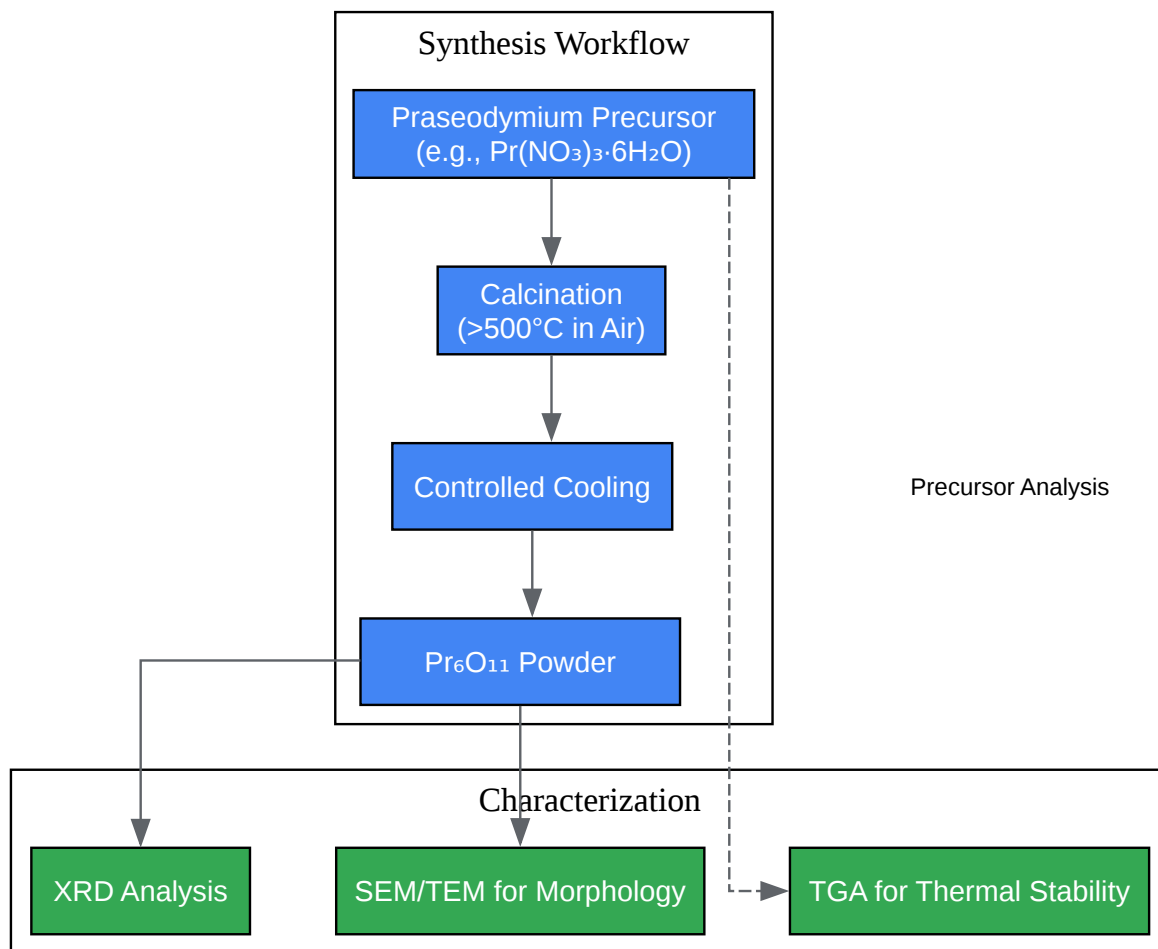 Synthesis Workflow
Praseodymium Precursor
(e.g., Pr(NO₃)₃·6H₂O)
Calcination
(>500°C in Air)
Controlled Cooling
Precursor Analysis
Pr₆O₁₁ Powder
Characterization
XRD Analysis
SEM/TEM for Morphology
TGA for Thermal Stability